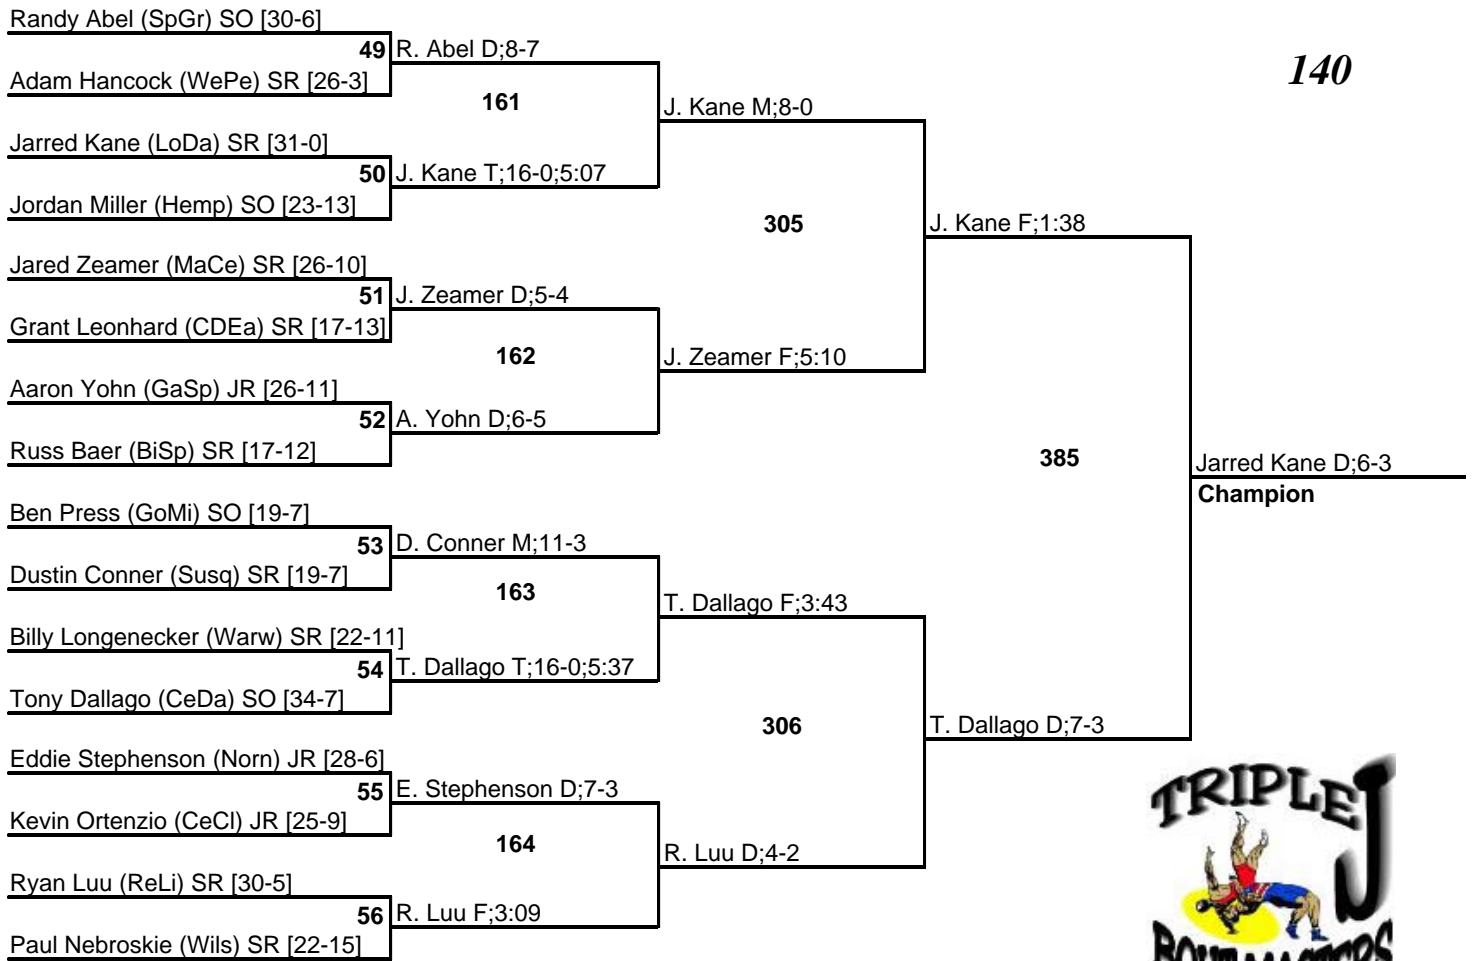 Randy Abel (SpGr) SO [30-6]
49 R. Abel D;8-7
Adam Hancock (WePe) SR [26-3]
140
161
J. Kane M;8-0
Jarred Kane (LoDa) SR [31-0]
50 J. Kane T;16-0;5:07
Jordan Miller (Hemp) SO [23-13]
305
J. Kane F;1:38
Jared Zeamer (MaCe) SR [26-10]
51 J. Zeamer D;5-4
Grant Leonhard (CDEa) SR [17-13]
162
J. Zeamer F;5:10
Aaron Yohn (GaSp) JR [26-11]
52 A. Yohn D;6-5
Russ Baer (BiSp) SR [17-12]
385
Jarred Kane D;6-3
Champion
Ben Press (GoMi) SO [19-7]
53 D. Conner M;11-3
Dustin Conner (Susq) SR [19-7]
163
T. Dallago F;3:43
Billy Longenecker (Warw) SR [22-11]
54 T. Dallago T;16-0;5:37
Tony Dallago (CeDa) SO [34-7]
306
T. Dallago D;7-3
Eddie Stephenson (Norn) JR [28-6]
55 E. Stephenson D;7-3
Kevin Ortenzio (CeCl) JR [25-9]
164
R. Luu D;4-2
Ryan Luu (ReLi) SR [30-5]
56 R. Luu F;3:09
Paul Nebroskie (Wils) SR [22-15]
TRIPLE J
BOUT MASTERS